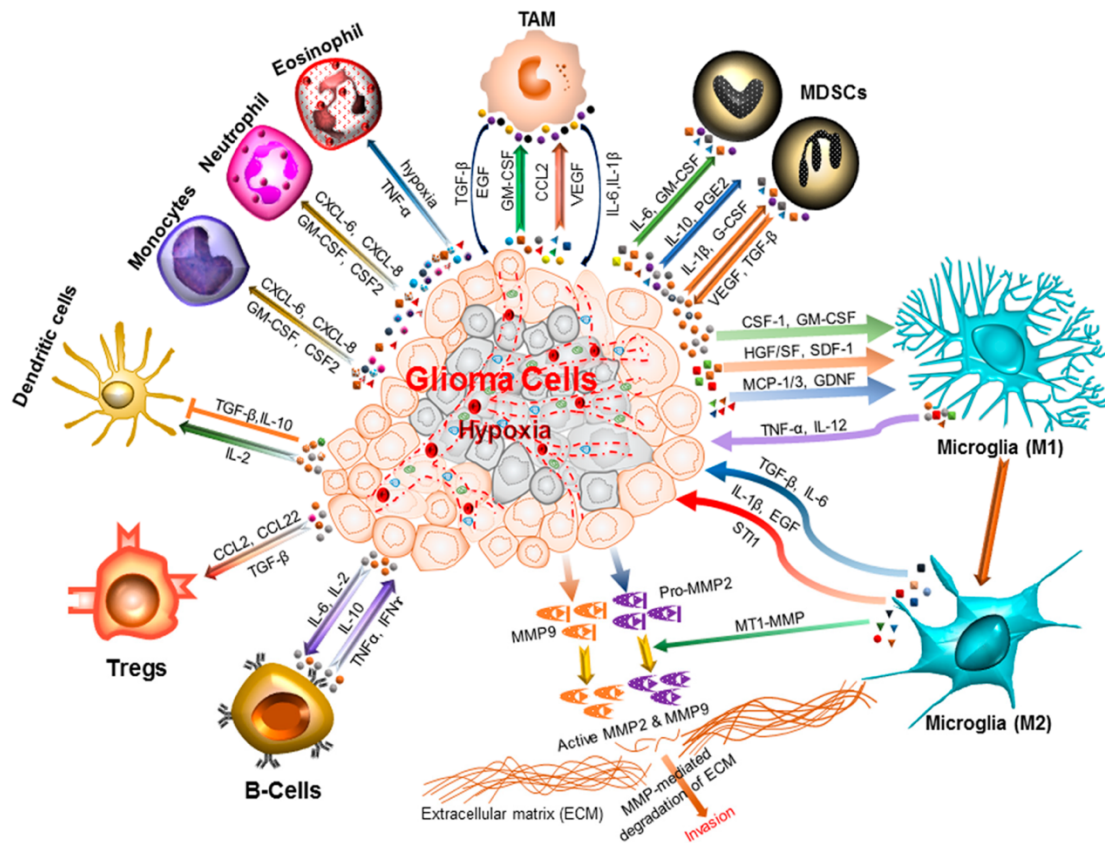 TAM
Eosinophil
MDSCs
Neutrophil
Monocytes
Dendritic cells
hypoxia
TNF-α
TGF-β
EGF
GM-CSF
CCL2
VEGF
IL-6,IL-1β
IL-6, GM-CSF
IL-10, PGE2
IL-1β, G-CSF
VEGF, TGF-β
CXCL-6, CXCL-8
GM-CSF, CSF2
CXCL-6, CXCL-8
GM-CSF, CSF2
TGF-β,IL-10
IL-2
Glioma Cells
Hypoxia
CSF-1, GM-CSF
HGF/SF, SDF-1
MCP-1/3, GDNF
TNF-α, IL-12
Microglia (M1)
TGF-β, IL-6
IL-1β, EGF
STI1
CCL2, CCL22
TGF-β
Tregs
IL-6, IL-2
IL-10
TNFα, IFNɤ
B-Cells
Pro-MMP2
MMP9
MT1-MMP
Active MMP2 & MMP9
Microglia (M2)
Extracellular matrix (ECM)
MMP-mediated
degradation of ECM
Invasion